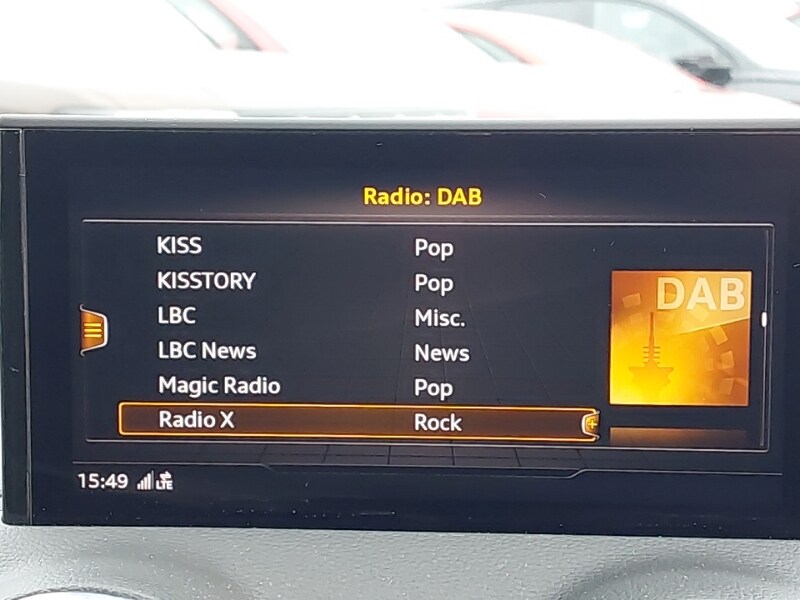 Radio: DAB
KISS Pop
KISSTORY Pop
LBC Misc.
LBC News News
Magic Radio Pop
Radio X Rock
DAB
15:49 LTE